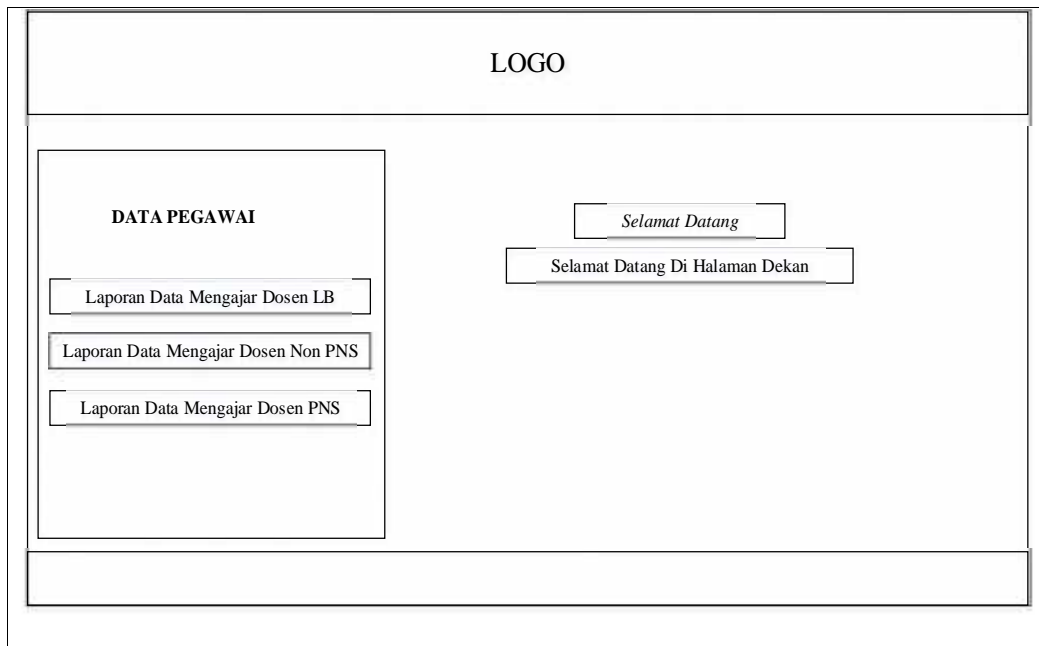 LOGO
DATA PEGAWAI
Laporan Data Mengajar Dosen LB
Laporan Data Mengajar Dosen Non PNS
Laporan Data Mengajar Dosen PNS
Selamat Datang
Selamat Datang Di Halaman Dekan